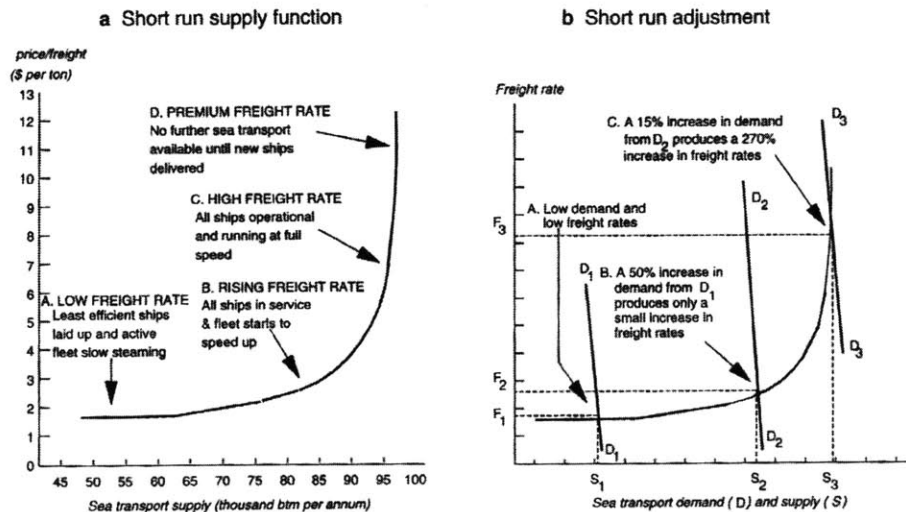 a Short run supply function
price/freight
($ per ton)
13
12
11
10
9
8
7
6
5
4
3
2
1
0
D. PREMIUM FREIGHT RATE
No further sea transport
available until new ships
delivered
C. HIGH FREIGHT RATE
All ships operational
and running at full
speed
B. RISING FREIGHT RATE
All ships in service
& fleet starts to
speed up
A. LOW FREIGHT RATE
Least efficient ships
laid up and active
fleet slow steaming
45 50 55 60 65 70 75 80 85 90 95 100
Sea transport supply (thousand btm per annum)
b Short run adjustment
Freight rate
C. A 15% increase in demand
from D2 produces a 270%
increase in freight rates
D3
D2
A. Low demand and
low freight rates
F3
D1
B. A 50% increase in
demand from D1
produces only a
small increase in
freight rates
D3
F2
F1
D1
D2
S1 S2 S3
Sea transport demand (D) and supply (S)